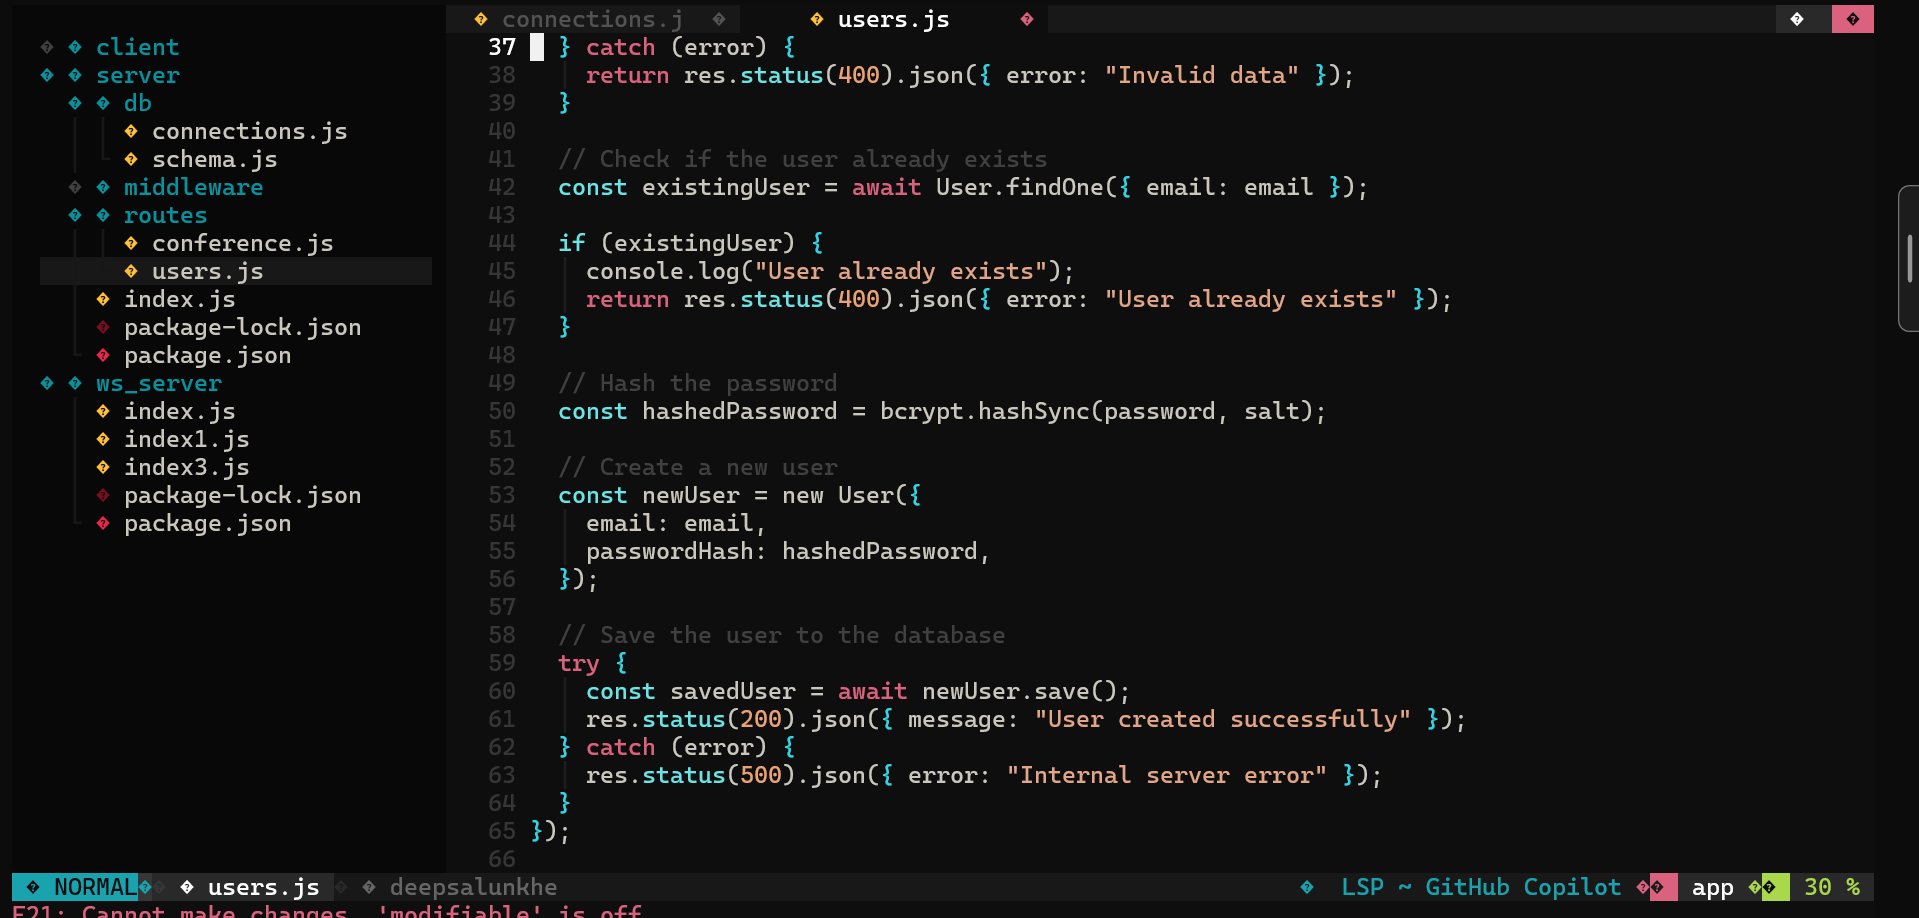 client
server
db
connections.js
schema.js
middleware
routes
conference.js
users.js
index.js
package-lock.json
package.json
ws_server
index.js
index1.js
index3.js
package-lock.json
package.json
connections.j
users.js
37 } catch (error) {
38 return res.status(400).json({ error: "Invalid data" });
39 }
40
41 // Check if the user already exists
42 const existingUser = await User.findOne({ email: email });
43
44 if (existingUser) {
45 console.log("User already exists");
46 return res.status(400).json({ error: "User already exists" });
47 }
48
49 // Hash the password
50 const hashedPassword = bcrypt.hashSync(password, salt);
51
52 // Create a new user
53 const newUser = new User({
54 email: email,
55 passwordHash: hashedPassword,
56 });
57
58 // Save the user to the database
59 try {
60 const savedUser = await newUser.save();
61 res.status(200).json({ message: "User created successfully" });
62 } catch (error) {
63 res.status(500).json({ error: "Internal server error" });
64 }
65 });
66
NORMAL users.js deepsalunkhe LSP ~ GitHub Copilot app 30 %
E21: Cannot make changes, 'modifiable' is off